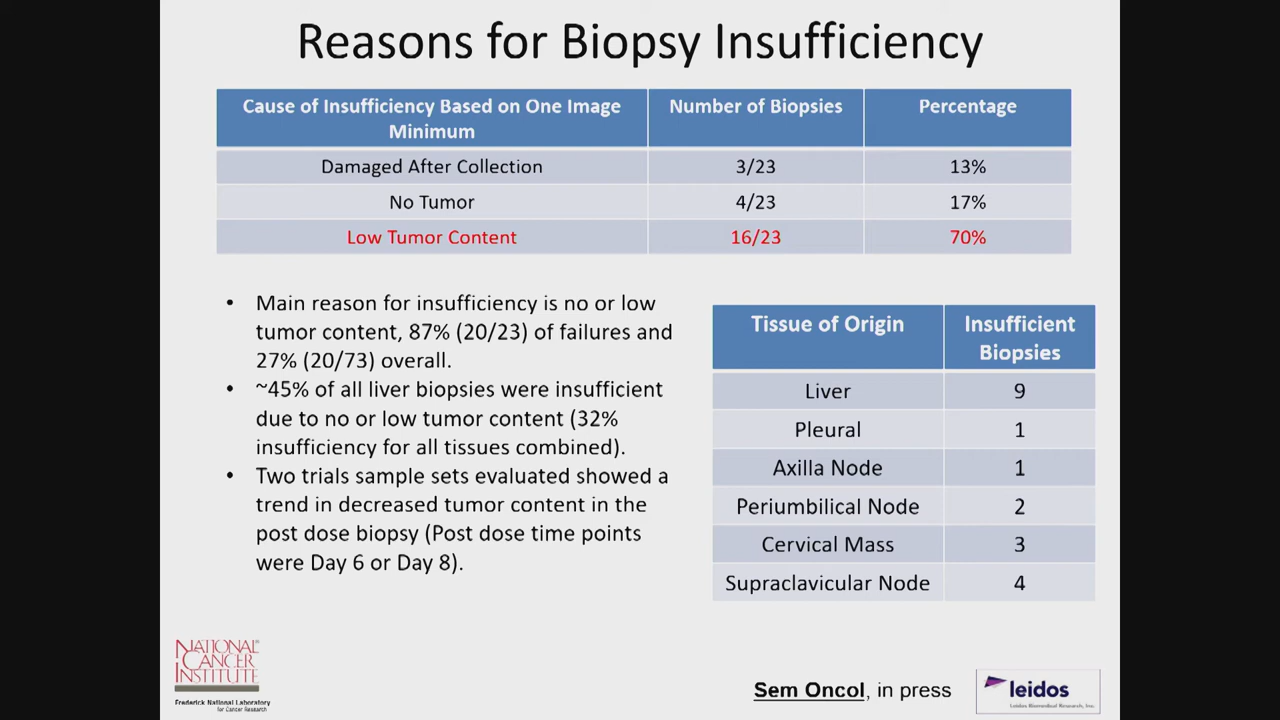 Reasons for Biopsy Insufficiency
Cause of Insufficiency Based on One Image
Minimum
Number of Biopsies
Percentage
Damaged After Collection 3/23 13%
No Tumor 4/23 17%
Low Tumor Content 16/23 70%
• Main reason for insufficiency is no or low
tumor content, 87% (20/23) of failures and
27% (20/73) overall.
• ~45% of all liver biopsies were insufficient
due to no or low tumor content (32%
insufficiency for all tissues combined).
• Two trials sample sets evaluated showed a
trend in decreased tumor content in the
post dose biopsy (Post dose time points
were Day 6 or Day 8).
Tissue of Origin
Insufficient
Biopsies
Liver 9
Pleural 1
Axilla Node 1
Periumbilical Node 2
Cervical Mass 3
Supraclavicular Node 4
NATIONAL
CANCER
INSTITUTE
Frederick National Laboratory
for Cancer Research
Sem Oncol, in press
leidos
Leidos Biomedical Research, Inc.